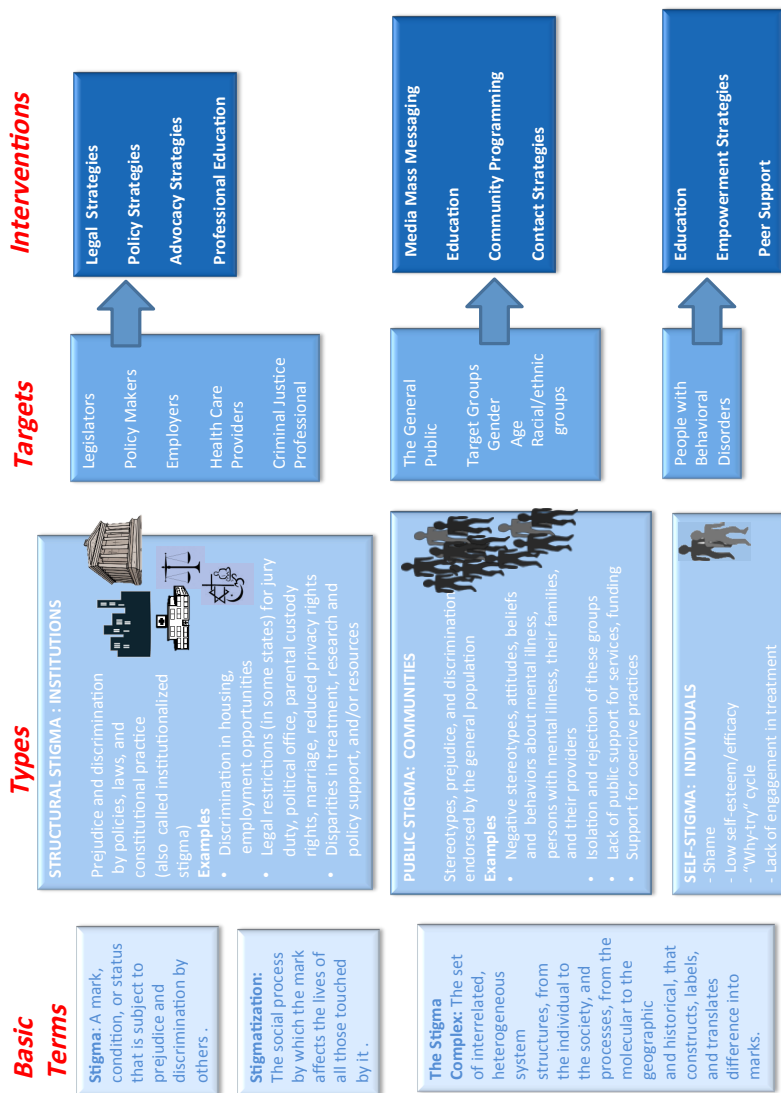 Basic
Terms
Types
Targets
Interventions
Stigma: A mark,
condition, or status
that is subject to
prejudice and
discrimination by
others .
Stigmatization:
The social process
by which the mark
affects the lives of
all those touched
by it .
The Stigma
Complex: The set
of interrelated,
heterogeneous
system
structures, from
the individual to
the society, and
processes, from the
molecular to the
geographic
and historical, that
constructs, labels,
and translates
difference into
marks.
STRUCTURAL STIGMA : INSTITUTIONS
Prejudice and discrimination
by policies, laws, and
constitutional practice
(also called institutionalized
stigma)
Examples
• Discrimination in housing,
employment opportunities
• Legal restrictions (in some states) for jury
duty, political office, parental custody
rights, marriage, reduced privacy rights
• Disparities in treatment, research and
policy support, and/or resources
PUBLIC STIGMA: COMMUNITIES
Stereotypes, prejudice, and discrimination
endorsed by the general population
Examples
• Negative stereotypes, attitudes, beliefs
and behaviors about mental illness,
persons with mental illness, their families,
and their providers
• Isolation and rejection of these groups
• Lack of public support for services, funding
• Support for coercive practices
SELF-STIGMA: INDIVIDUALS
- Shame
- Low self-esteem/efficacy
- “Why-try” cycle
- Lack of engagement in treatment
Legislators
Policy Makers
Employers
Health Care
Providers
Criminal Justice
Professional
The General
Public
Target Groups
Gender
Age
Racial/ethnic
groups
People with
Behavioral
Disorders
Legal Strategies
Policy Strategies
Advocacy Strategies
Professional Education
Media Mass Messaging
Education
Community Programming
Contact Strategies
Education
Empowerment Strategies
Peer Support